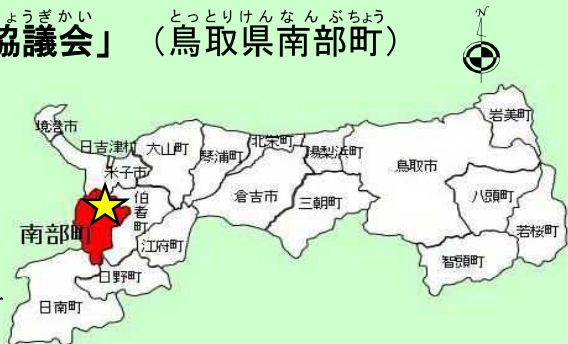 ょうぎかい とっとりけんなんぶちょう
協議会」（鳥取県南部町）
N
岩美町
境港市
日吉津村
大山町
琴浦町
北栄町
湯梨浜町
鳥取市
米子市
伯耆町
倉吉市
三朝町
八頭町
南部町
江府町
若桜町
智頭町
日野町
日南町